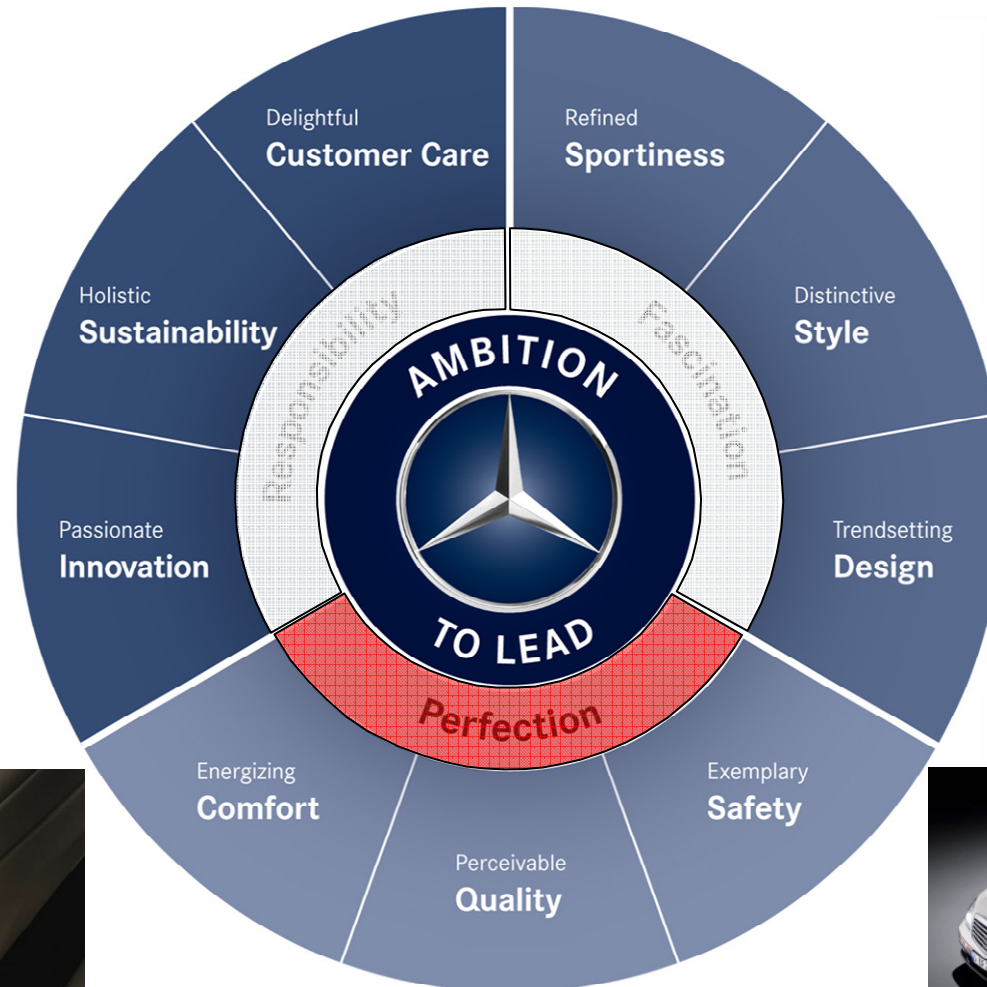 Delightful
Customer Care
Refined
Sportiness
Holistic
Sustainability
Distinctive
Style
Passionate
Innovation
Trendsetting
Design
Responsibility
Fascination
AMBITION
TO LEAD
Perfection
Energizing
Comfort
Exemplary
Safety
Perceivable
Quality